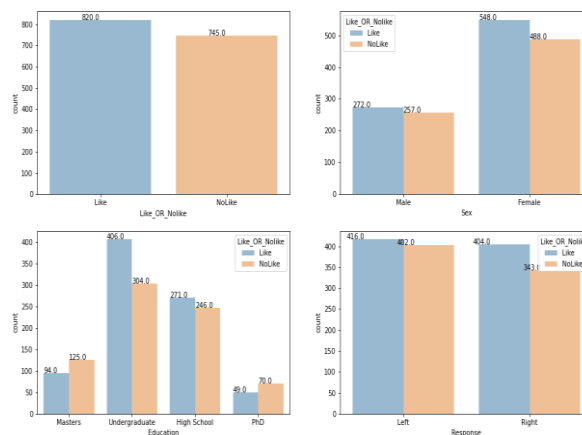 820.0
745.0
800
700
600
500
400
300
200
100
0
count
Like
NoLike
Like_OR_Nolike
Like_OR_Nolike
Like
NoLike
548.0
488.0
272.0
257.0
500
400
300
200
100
0
count
Male
Female
Sex
406.0
304.0
271.0
246.0
94.0
125.0
49.0
70.0
Like_OR_Nolike
Like
NoLike
400
350
300
250
200
150
100
50
0
count
Masters
Undergraduate
High School
PhD
Education
416.0
402.0
404.0
343.0
Like_OR_Nolike
Like
NoLike
400
350
300
250
200
150
100
50
0
count
Left
Right
Response